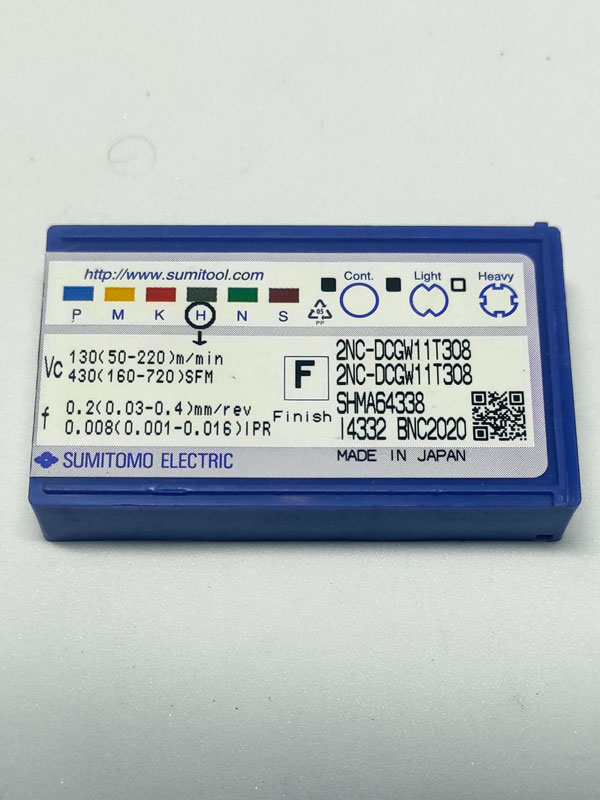 http://www.sumitool.com
P M K H N S
05
PP
Cont. Light Heavy
Vc 130(50-220)m/min
430(160-720)SFM
f 0.2(0.03-0.4)mm/rev
0.008(0.001-0.016)IPR
F
Finish
2NC-DCGW11T308
2NC-DCGW11T308
SHMA64338
14332 BNC2020
SUMITOMO ELECTRIC
MADE IN JAPAN